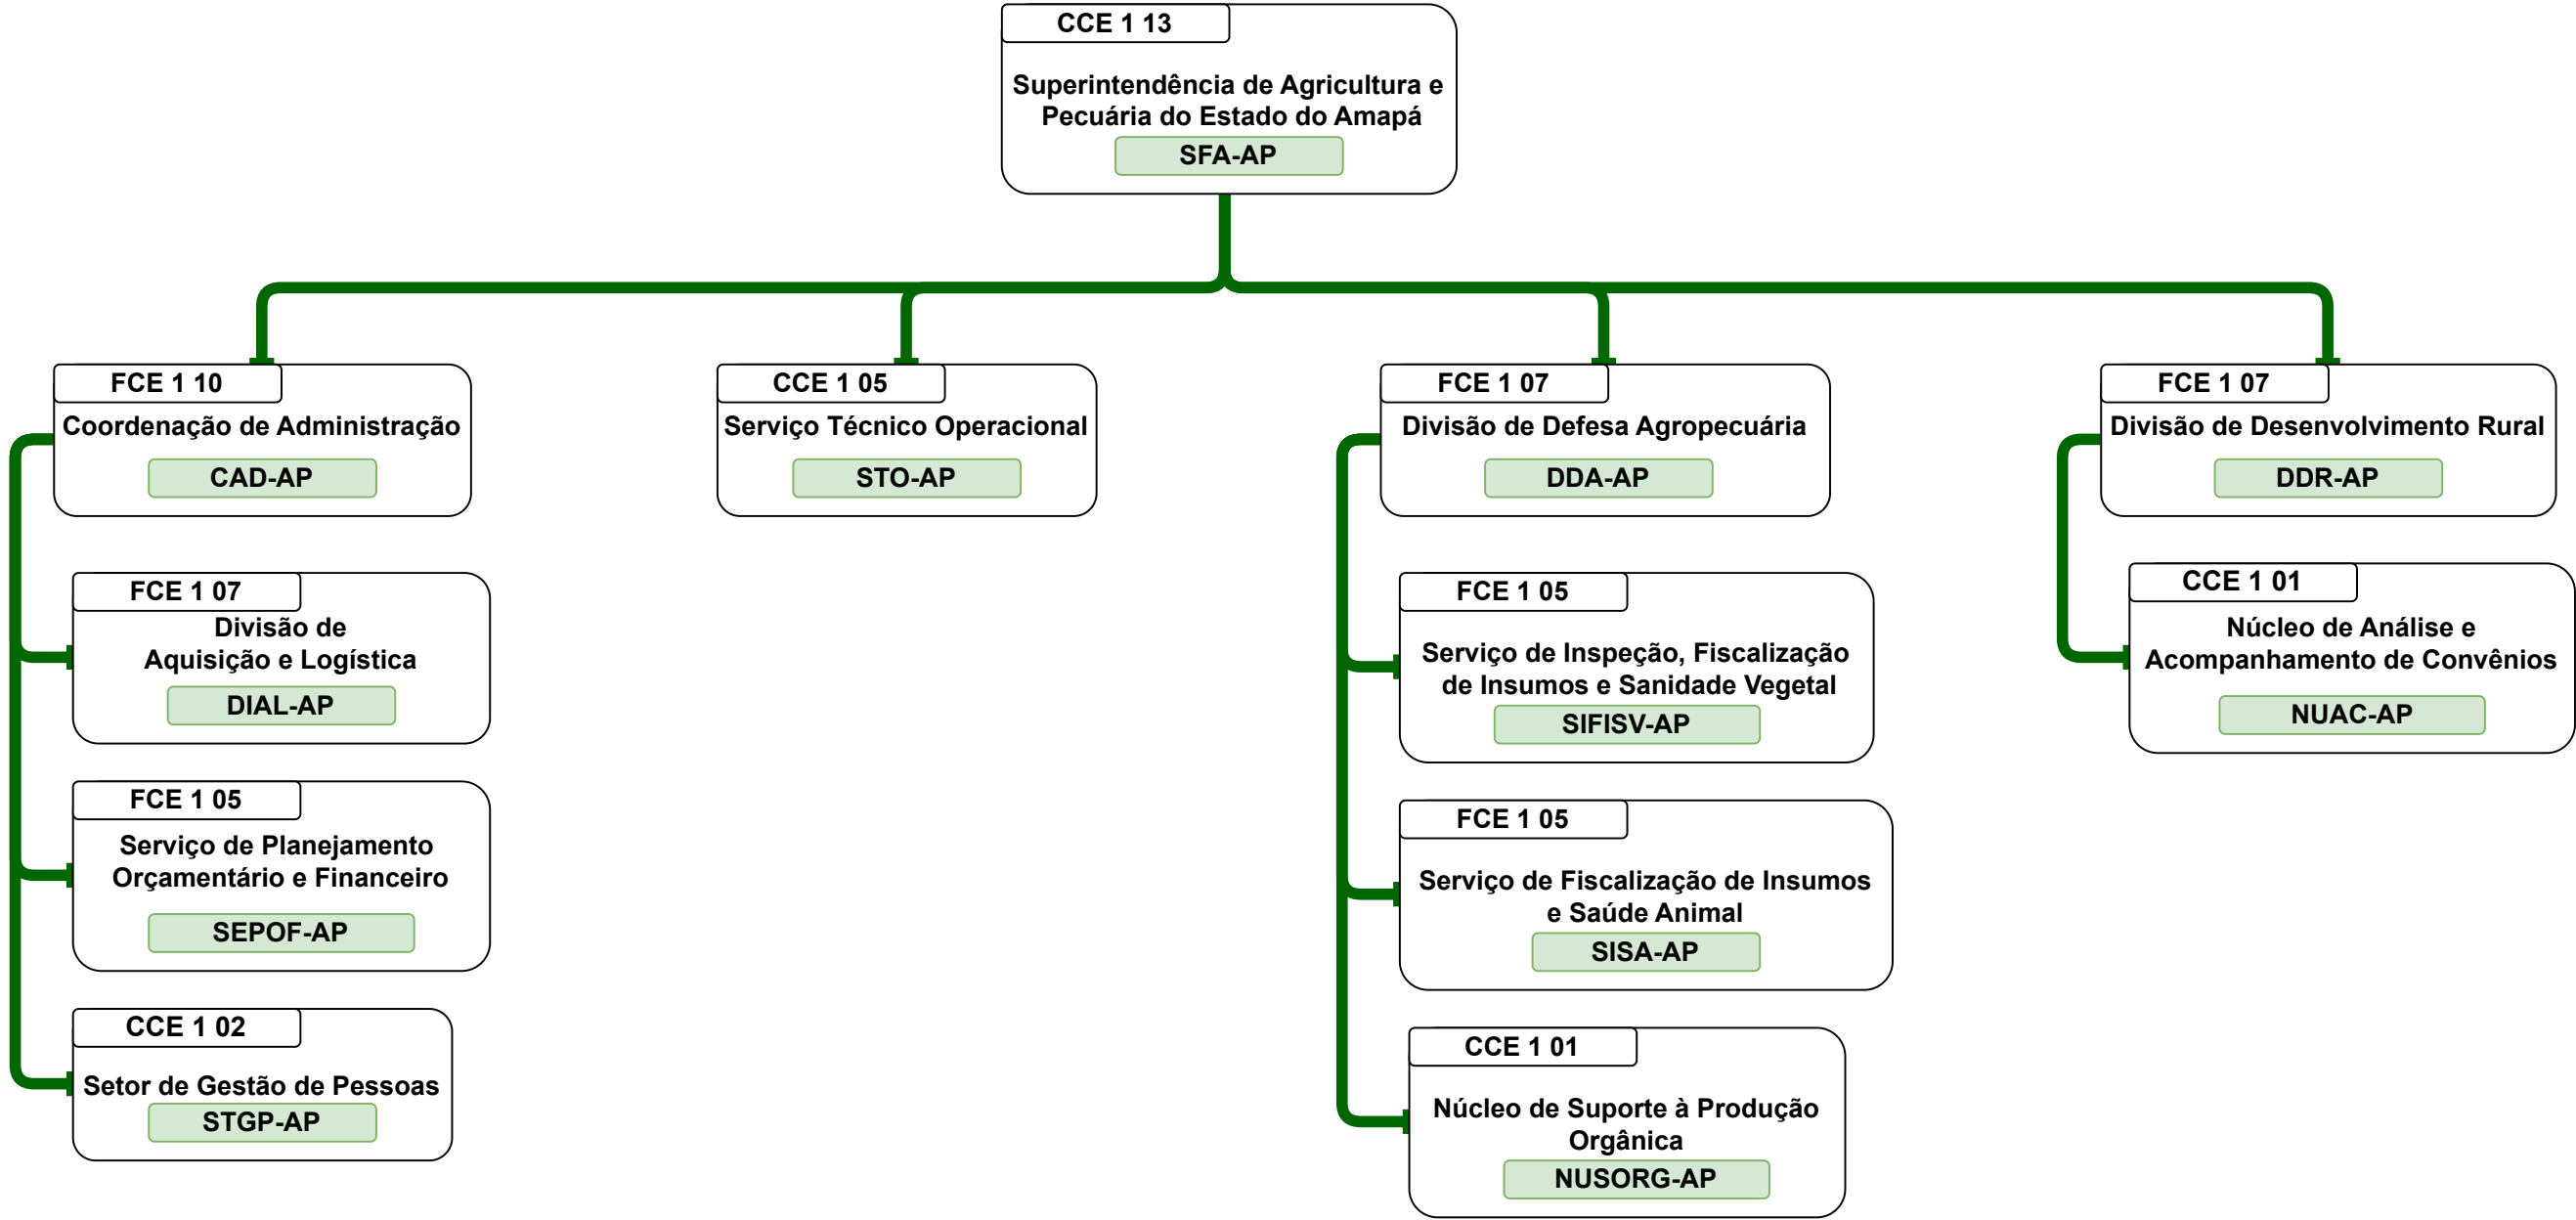 CCE 1 13
Superintendência de Agricultura e
Pecuária do Estado do Amapá
SFA-AP
FCE 1 10
Coordenação de Administração
CAD-AP
FCE 1 07
Divisão de
Aquisição e Logística
DIAL-AP
FCE 1 05
Serviço de Planejamento
Orçamentário e Financeiro
SEPOF-AP
CCE 1 02
Setor de Gestão de Pessoas
STGP-AP
CCE 1 05
Serviço Técnico Operacional
STO-AP
FCE 1 07
Divisão de Defesa Agropecuária
DDA-AP
FCE 1 05
Serviço de Inspeção, Fiscalização
de Insumos e Sanidade Vegetal
SIFISV-AP
FCE 1 05
Serviço de Fiscalização de Insumos
e Saúde Animal
SISA-AP
CCE 1 01
Núcleo de Suporte à Produção
Orgânica
NUSORG-AP
FCE 1 07
Divisão de Desenvolvimento Rural
DDR-AP
CCE 1 01
Núcleo de Análise e
Acompanhamento de Convênios
NUAC-AP